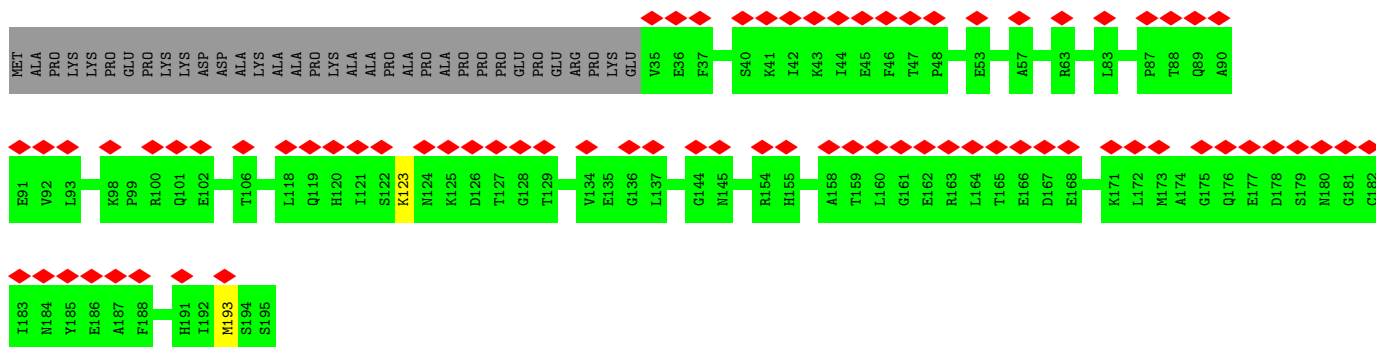 MET ALA PRO LYS LYS PRO GLU PRO LYS LYS ASP ASP ALA LYS ALA ALA PRO LYS ALA ALA PRO ALA PRO ALA PRO PRO PRO GLU PRO GLU ARG PRO LYS GLU V35 E36 F37 S40 K41 I42 K43 I44 E45 F46 T47 P48 E53 A57 R63 L83 P87 T88 Q89 A90
E91 V92 L93 K98 P99 R100 Q101 E102 T106 L118 Q119 H120 I121 S122 K123 N124 K125 D126 T127 G128 T129 V134 E135 G136 L137 G144 N145 R154 H155 A158 T159 L160 G161 E162 R163 L164 T165 E166 D167 E168 K171 L172 M173 A174 G175 Q176 E177 D178 S179 N180 G181 C182
I183 N184 Y185 E186 A187 F188 H191 I192 M193 S194 S195